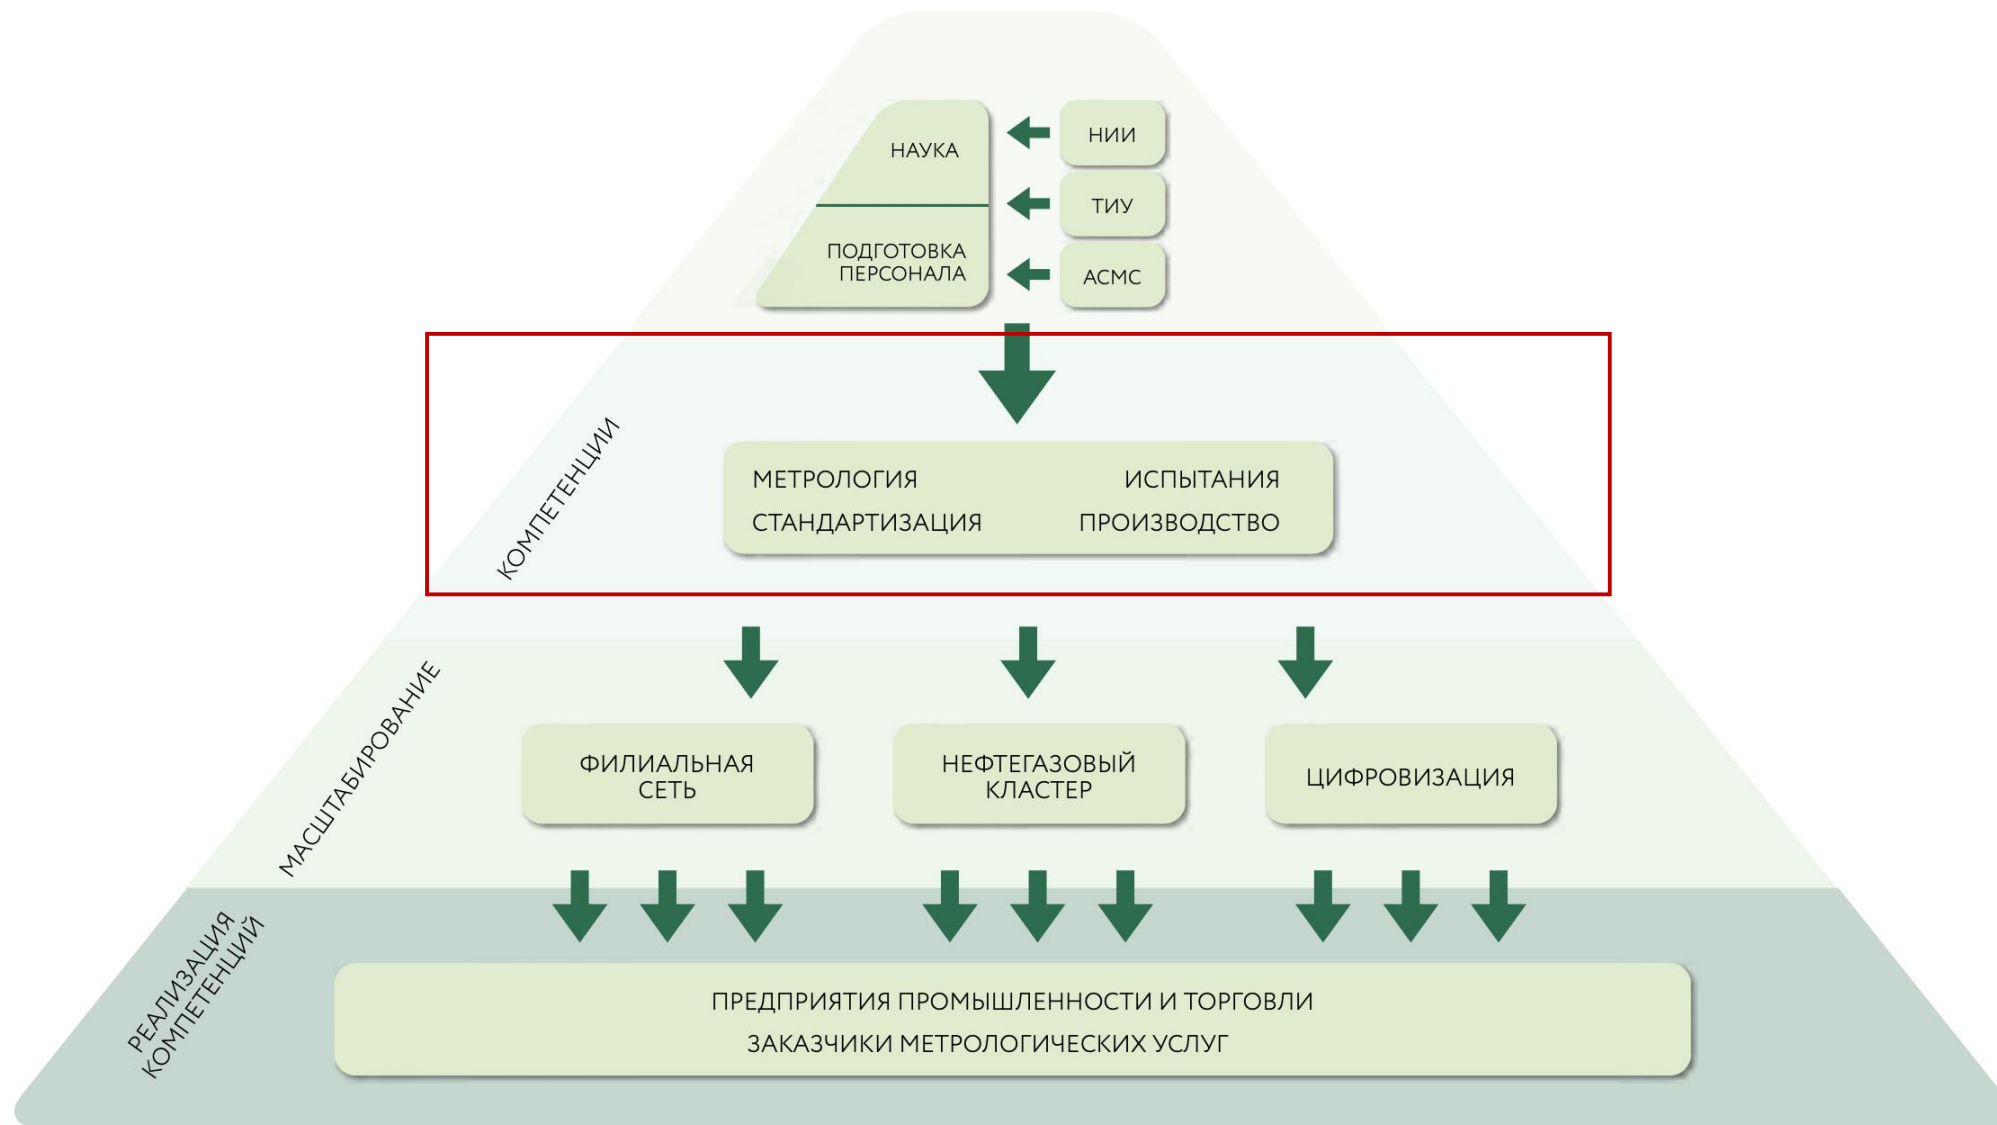 НАУКА
ПОДГОТОВКА
ПЕРСОНАЛА
НИИ
ТИУ
АСМС
КОМПЕТЕНЦИИ
МЕТРОЛОГИЯ ИСПЫТАНИЯ
СТАНДАРТИЗАЦИЯ ПРОИЗВОДСТВО
МАСШТАБИРОВАНИЕ
ФИЛИАЛЬНАЯ
СЕТЬ
НЕФТЕГАЗОВЫЙ
КЛАСТЕР
ЦИФРОВИЗАЦИЯ
РЕАЛИЗАЦИЯ
КОМПЕТЕНЦИЙ
ПРЕДПРИЯТИЯ ПРОМЫШЛЕННОСТИ И ТОРГОВЛИ
ЗАКАЗЧИКИ МЕТРОЛОГИЧЕСКИХ УСЛУГ